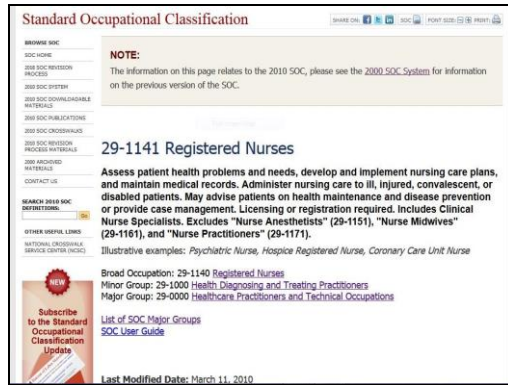 Standard Occupational Classification
SHARE ON: SOC FONT SIZE: PRINT:
BROWSE SOC
SOC HOME
2018 SOC REVISION
PROCESS
2010 SOC SYSTEM
2010 SOC DOWNLOADABLE
MATERIALS
2010 SOC PUBLICATIONS
2010 SOC CROSSWALKS
2010 SOC REVISION
PROCESS MATERIALS
2000 ARCHIVED
MATERIALS
CONTACT US
SEARCH 2010 SOC
DEFINITIONS:
Go
OTHER USEFUL LINKS
NATIONAL CROSSWALK
SERVICE CENTER (NCSC)
NEW
Subscribe
to the Standard
Occupational
Classification
Update
NOTE:
The information on this page relates to the 2010 SOC, please see the 2000 SOC System for information
on the previous version of the SOC.
29-1141 Registered Nurses
Assess patient health problems and needs, develop and implement nursing care plans,
and maintain medical records. Administer nursing care to ill, injured, convalescent, or
disabled patients. May advise patients on health maintenance and disease prevention
or provide case management. Licensing or registration required. Includes Clinical
Nurse Specialists. Excludes "Nurse Anesthetists" (29-1151), "Nurse Midwives"
(29-1161), and "Nurse Practitioners" (29-1171).
Illustrative examples: Psychiatric Nurse, Hospice Registered Nurse, Coronary Care Unit Nurse
Broad Occupation: 29-1140 Registered Nurses
Minor Group: 29-1000 Health Diagnosing and Treating Practitioners
Major Group: 29-0000 Healthcare Practitioners and Technical Occupations
List of SOC Major Groups
SOC User Guide
Last Modified Date: March 11, 2010